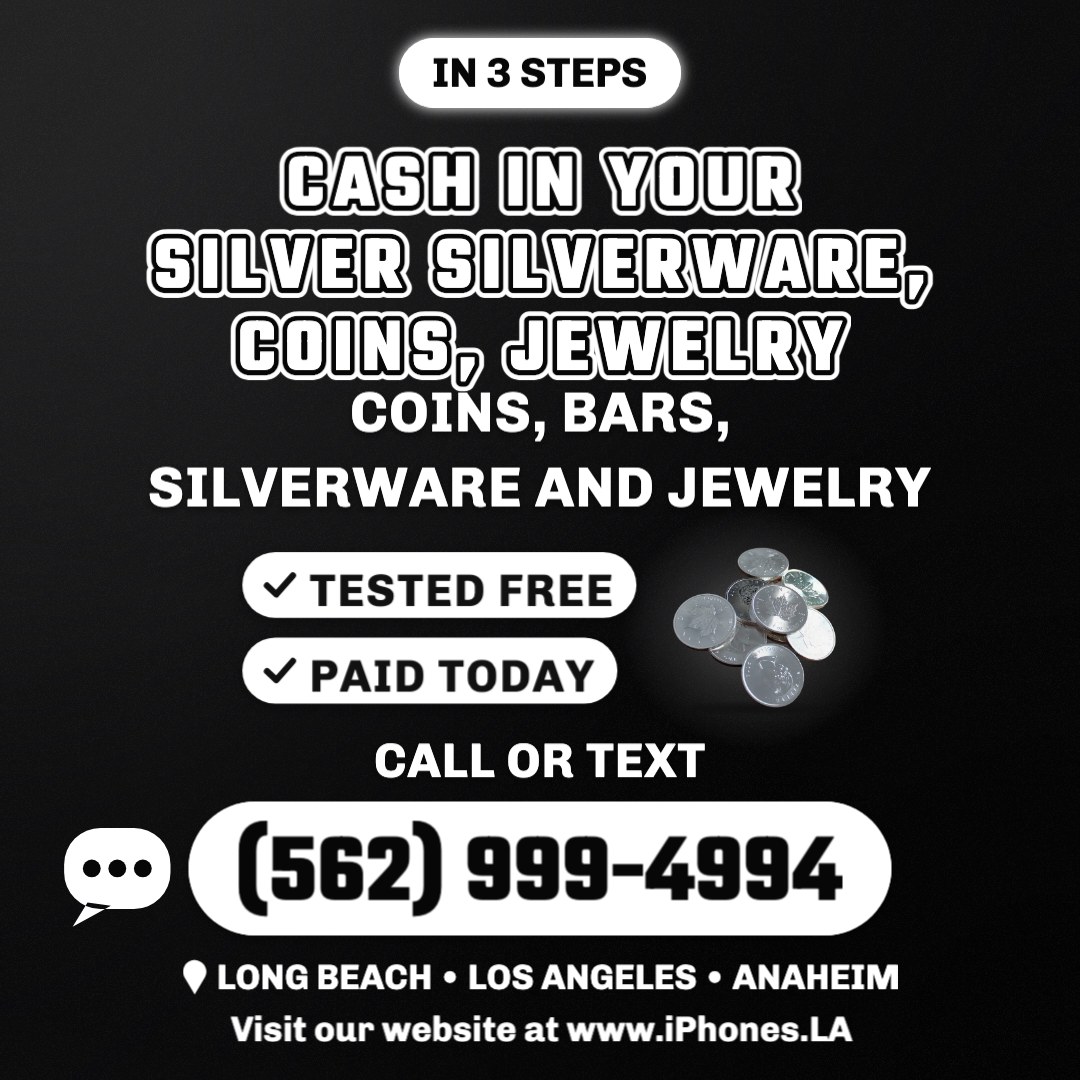 IN 3 STEPS
CASH IN YOUR
SILVER SILVERWARE,
COINS, JEWELRY
COINS, BARS,
SILVERWARE AND JEWELRY
✓ TESTED FREE
✓ PAID TODAY
CALL OR TEXT
(562) 999-4994
LONG BEACH • LOS ANGELES • ANAHEIM
Visit our website at www.iPhones.LA